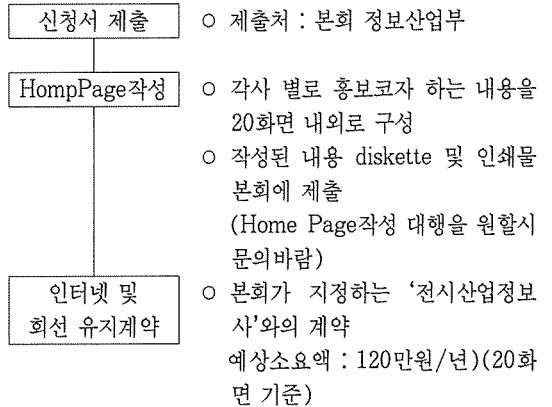 신청서 제출
○ 제출처 : 본회 정보산업부
HompPage작성
○ 각사 별로 홍보코자 하는 내용을
20화면 내외로 구성
○ 작성된 내용 diskette 및 인쇄물
본회에 제출
(Home Page작성 대행을 원할시
문의바람)
인터넷 및
회선 유지계약
○ 본회가 지정하는 ‘전시산업정보
사’와의 계약
예상소요액 : 120만원/년)(20화
면 기준)